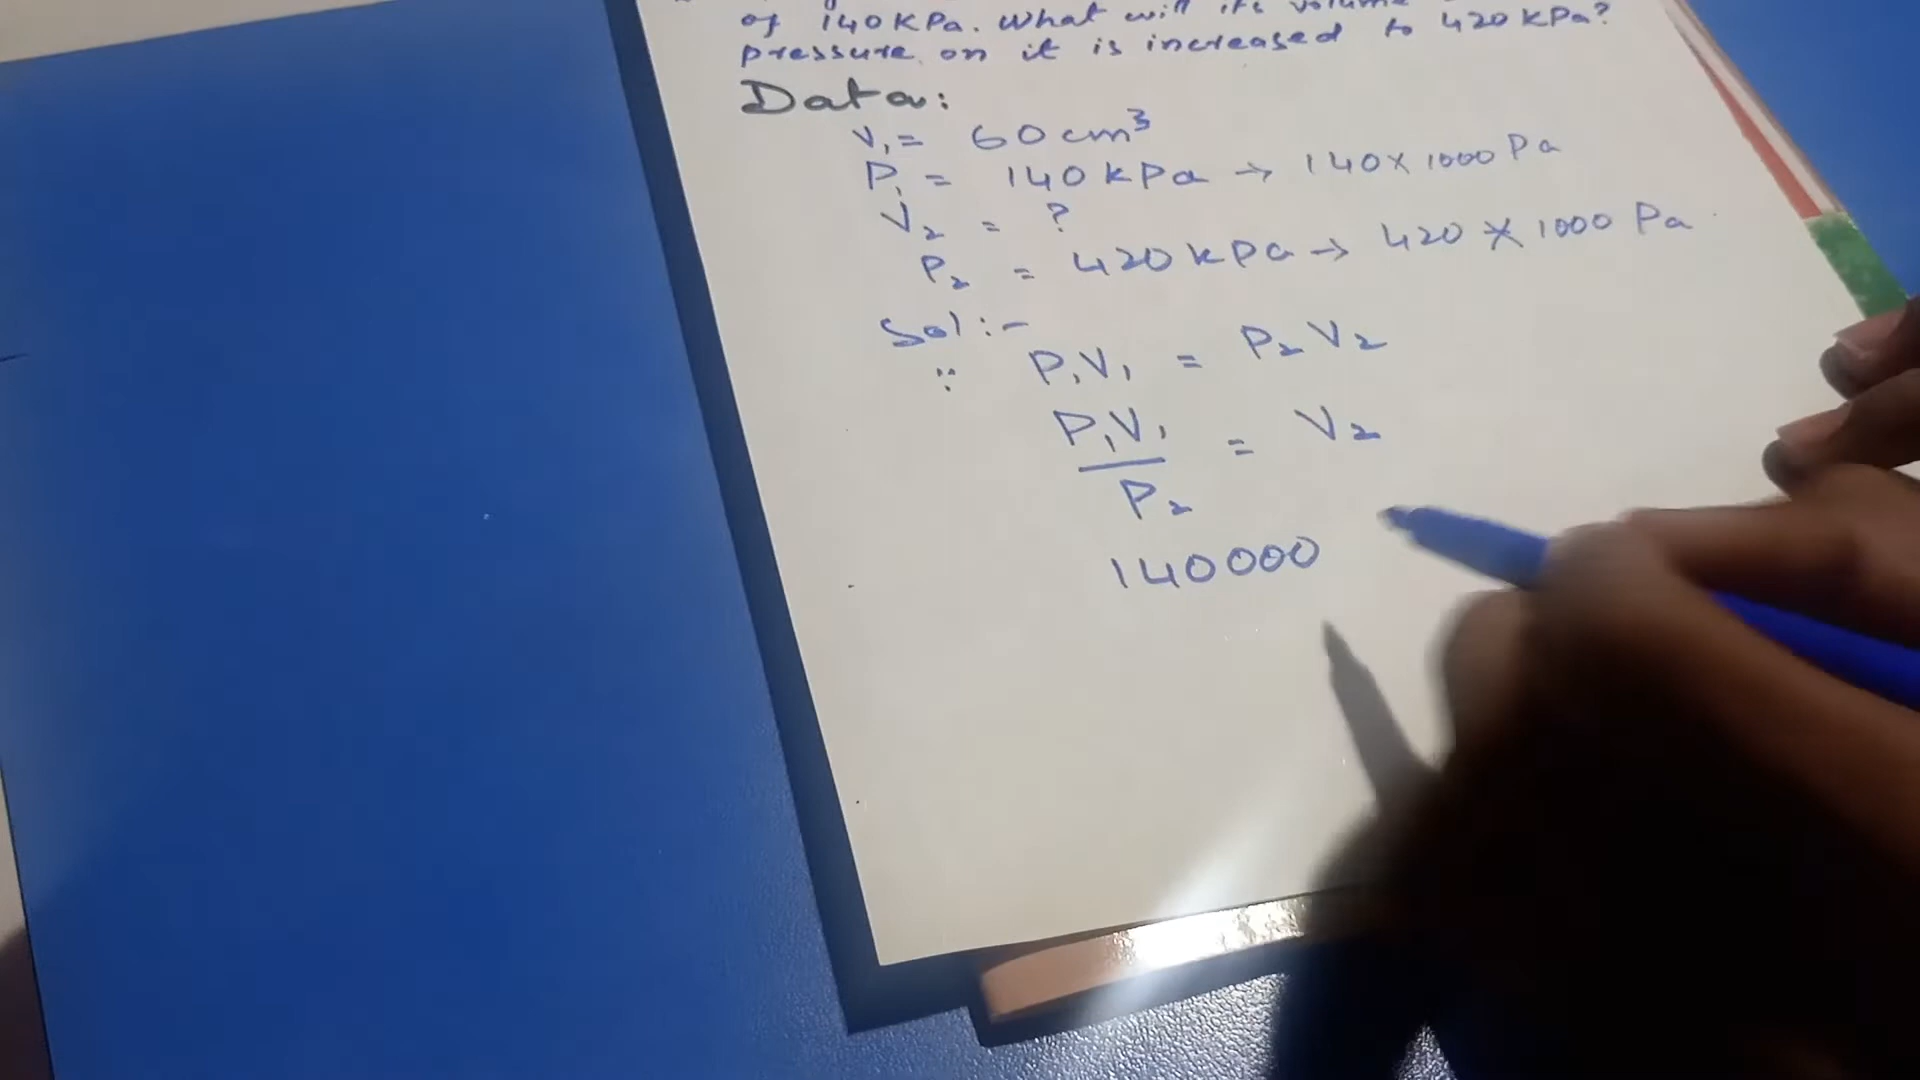 of 140 KPa. What will its volume
pressure on it is increased to 420 KPa?
Data:
V₁ = 60 cm³
P₁ = 140 kPa → 140 × 1000 Pa
V₂ = ?
P₂ = 420 kPa → 420 × 1000 Pa
Sol :-
∵ P₁V₁ = P₂V₂
P₁V₁ / P₂ = V₂
140000